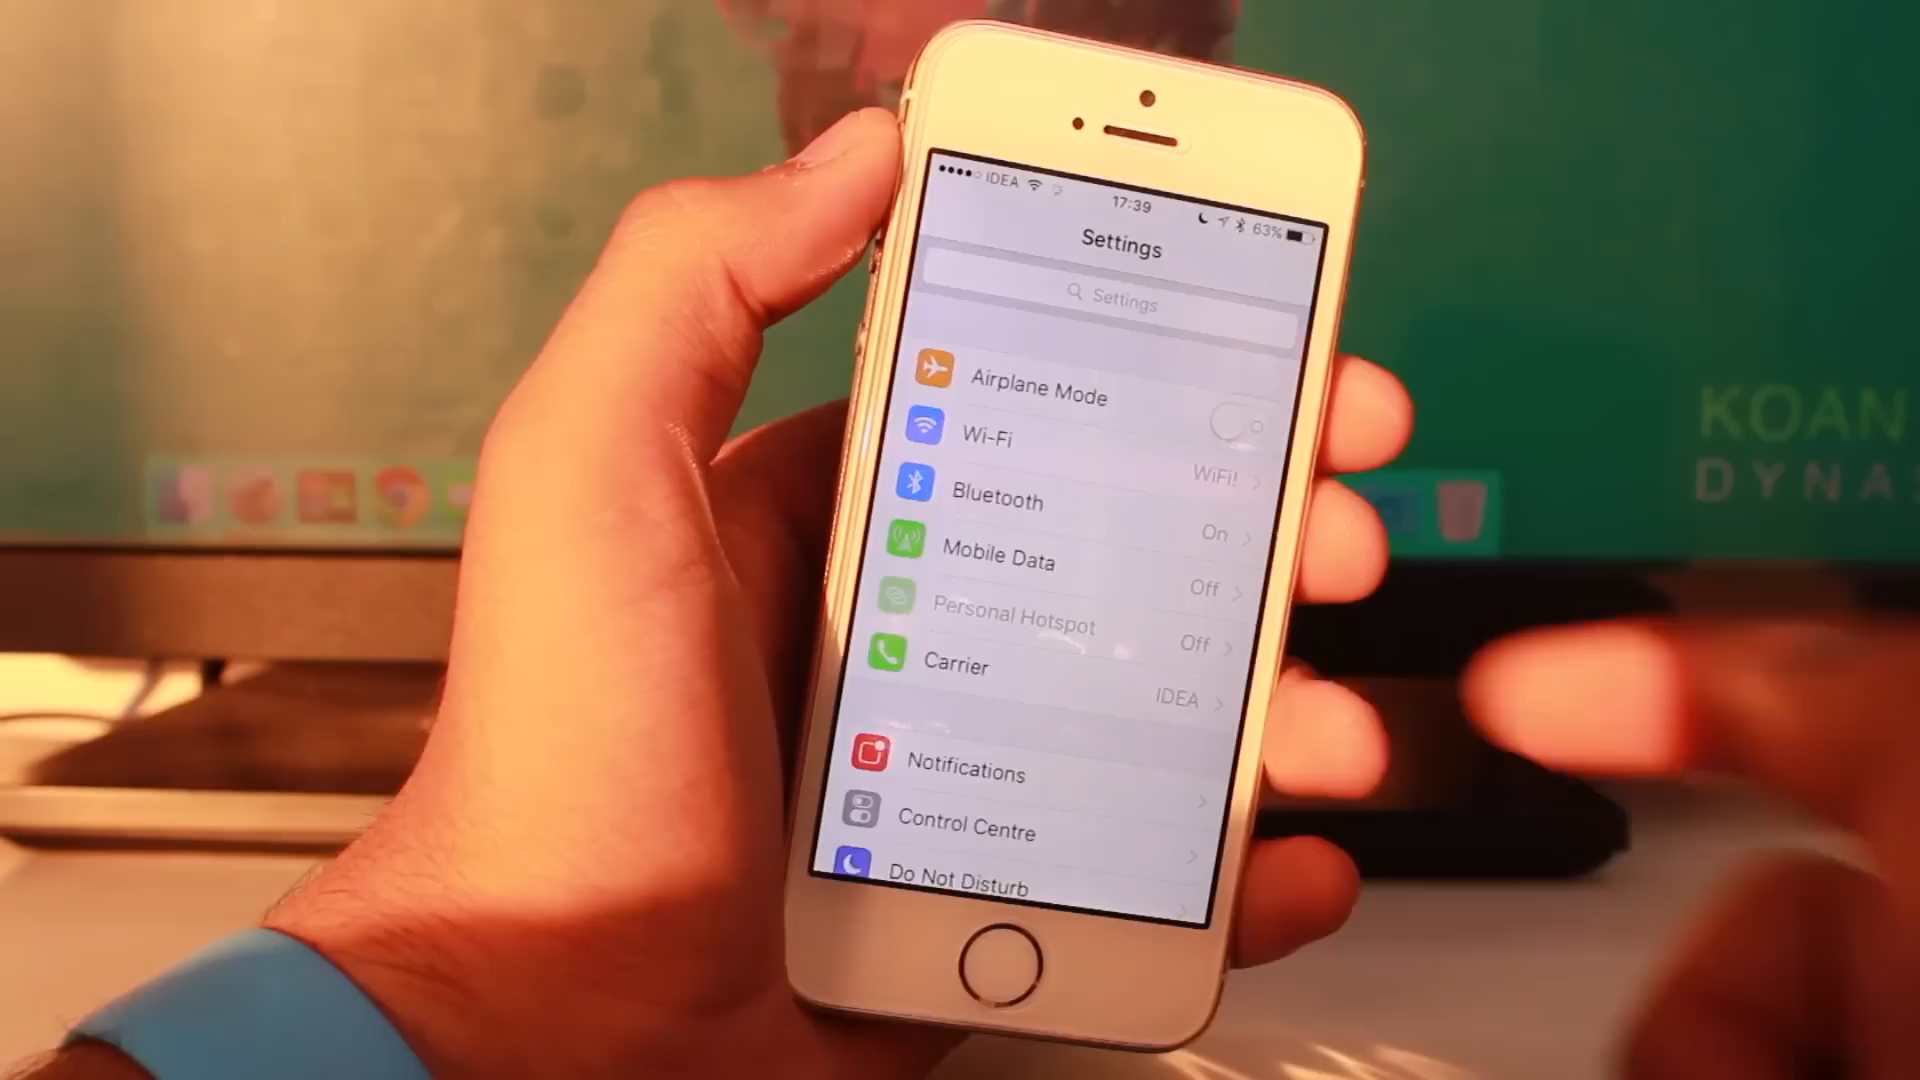 IDEA 17:39 63%
Settings
Settings
Airplane Mode
Wi-Fi WiFi!
Bluetooth On
Mobile Data Off
Personal Hotspot Off
Carrier IDEA
Notifications
Control Centre
Do Not Disturb
KOAN
DYNAS